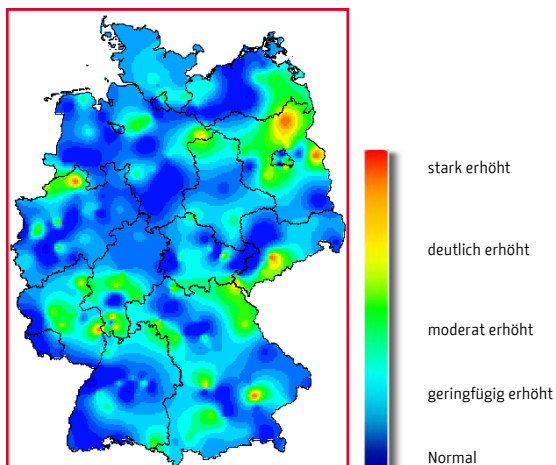 stark erhöht
deutlich erhöht
moderat erhöht
geringfügig erhöht
Normal